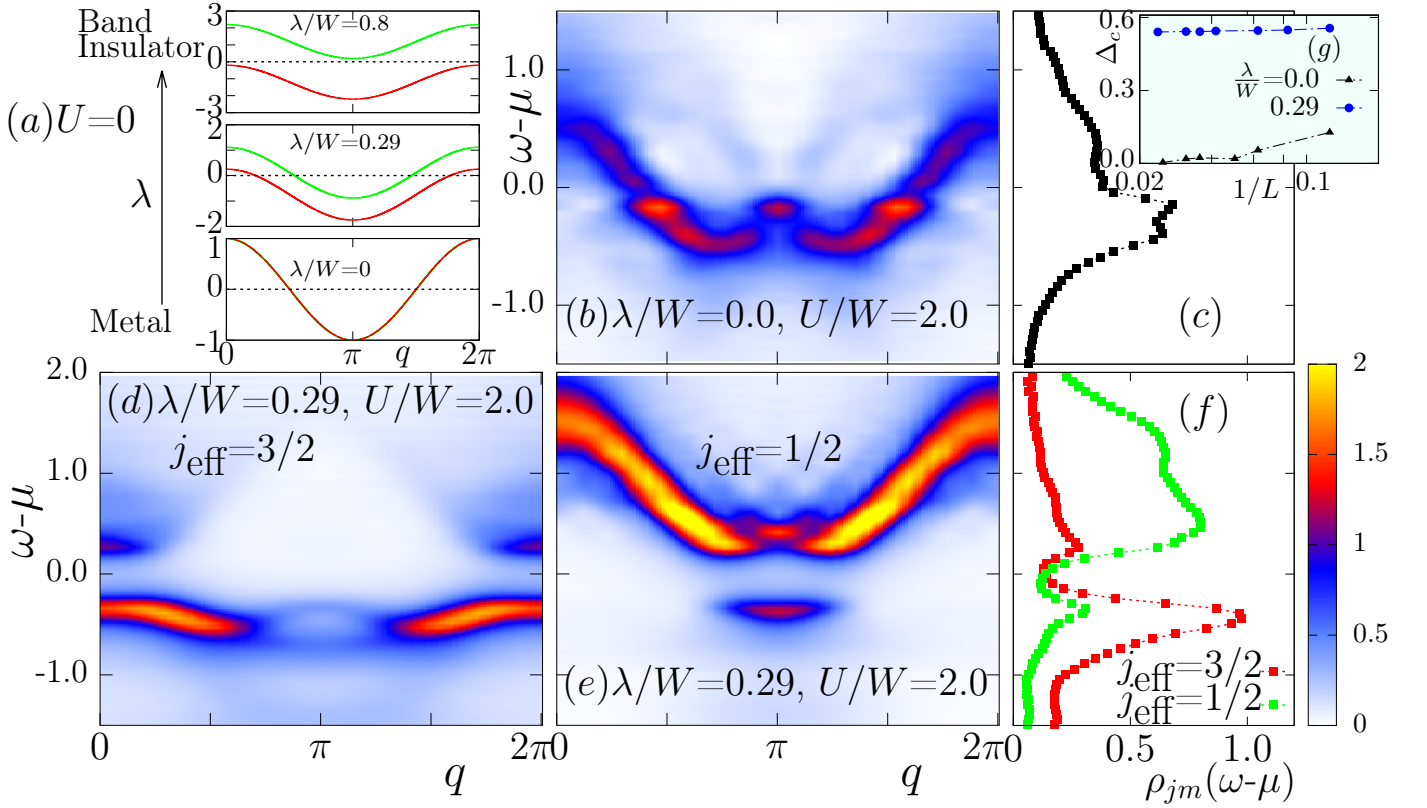 Band
Insulator
(a)U=0
λ
Metal
3
0
-3
λ/W=0.8
2
0
-2
λ/W=0.29
1
0
-1
λ/W=0
0
π
q
2π
ω-μ
1.0
0.0
-1.0
(b)λ/W=0.0, U/W=2.0
(c)
Δc
0.6
0.3
0.0
(g)
λ/W=0.0
0.29
0.02
1/L
0.1
ω-μ
2.0
1.0
0.0
-1.0
(d)λ/W=0.29, U/W=2.0
jeff=3/2
0
π
q
2π
jeff=1/2
(e)λ/W=0.29, U/W=2.0
0
π
q
2π
(f)
jeff=3/2
jeff=1/2
0
0.5
1.0
ρjm(ω-μ)
2
1.5
1
0.5
0